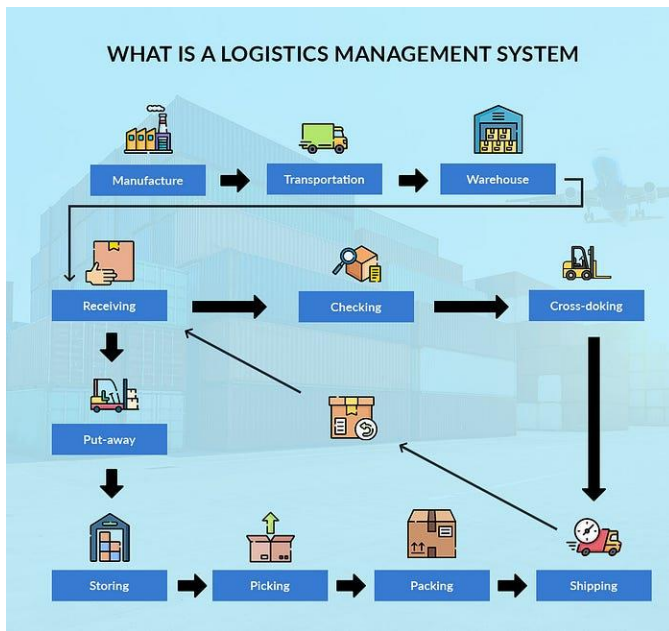 WHAT IS A LOGISTICS MANAGEMENT SYSTEM
Manufacture
Transportation
Warehouse
Receiving
Checking
Cross-doking
Put-away
Storing
Picking
Packing
Shipping